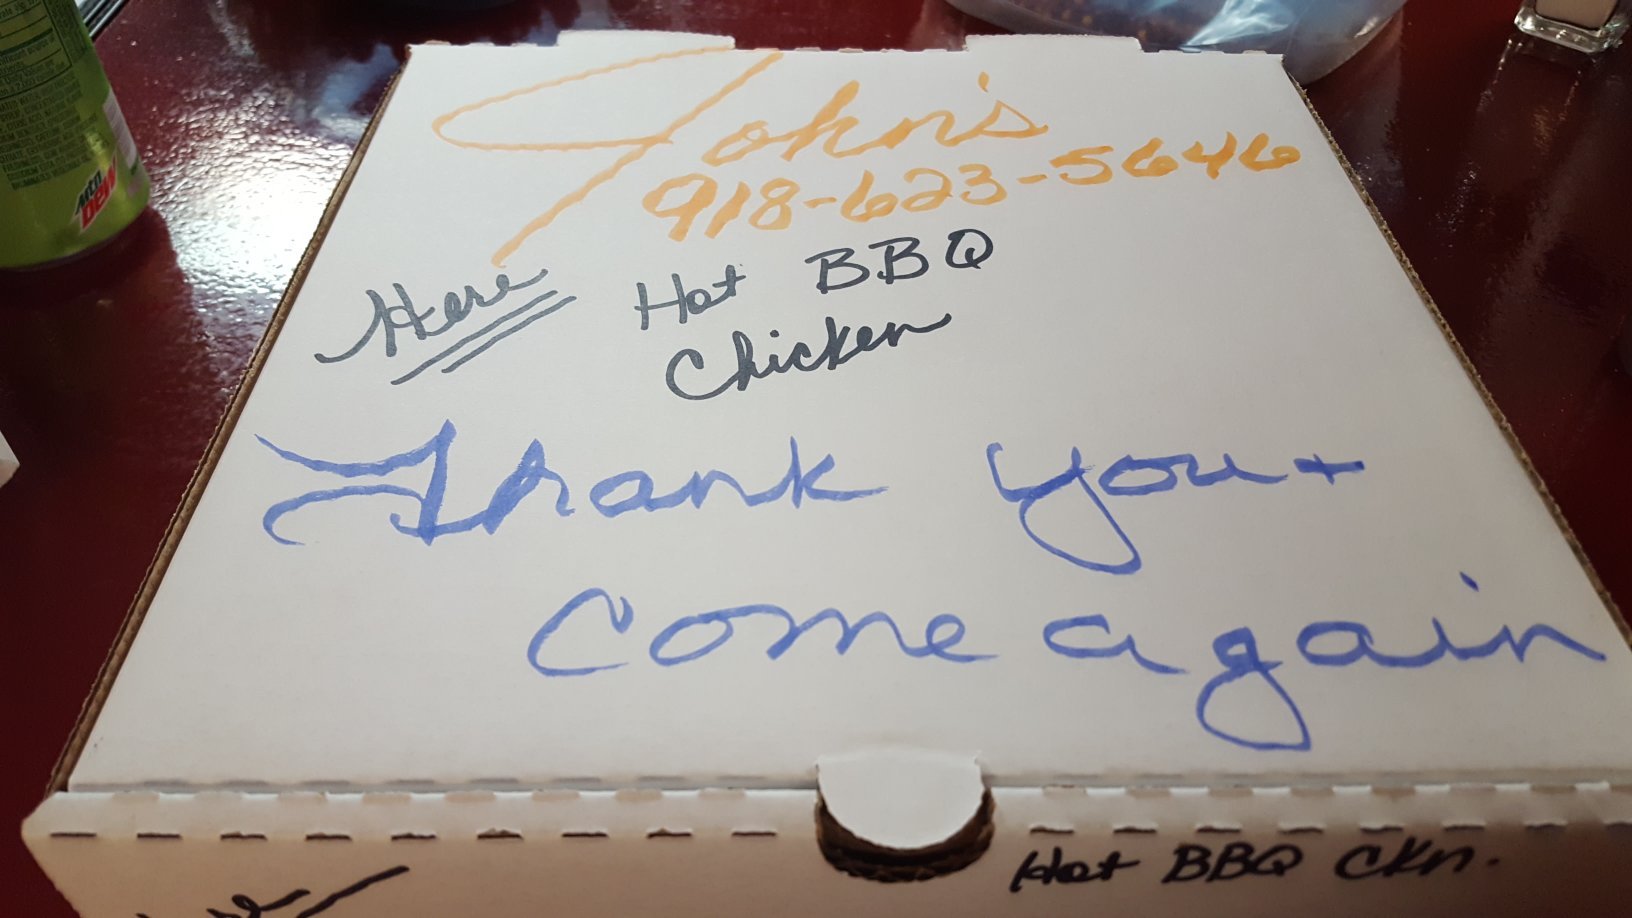 John's
918-623-5646
Here Hot BBQ
Chicken
Thank you +
come again
Hot BBQ Ckn.
Mtn
Dew